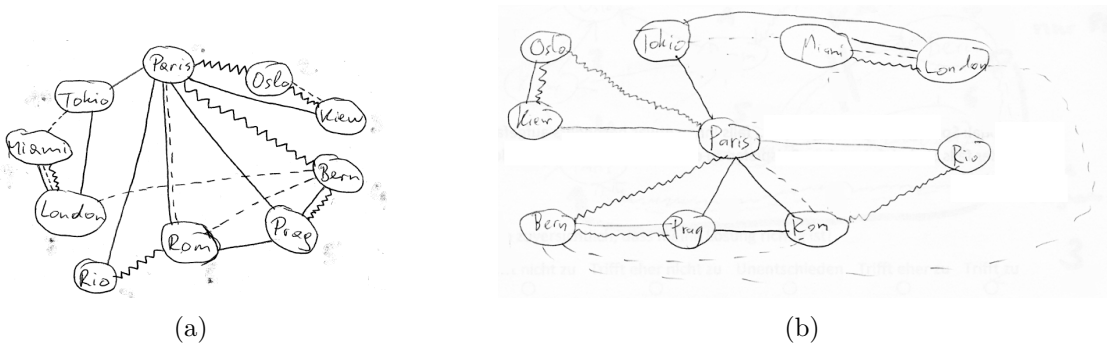 Paris
Oslo
Tokio
Kiew
Miami
Bern
London
Prag
Rom
Rio
(a)
Oslo
Tokio
Miami
London
Kiew
Paris
Rio
Bern
Prag
Rom
(b)